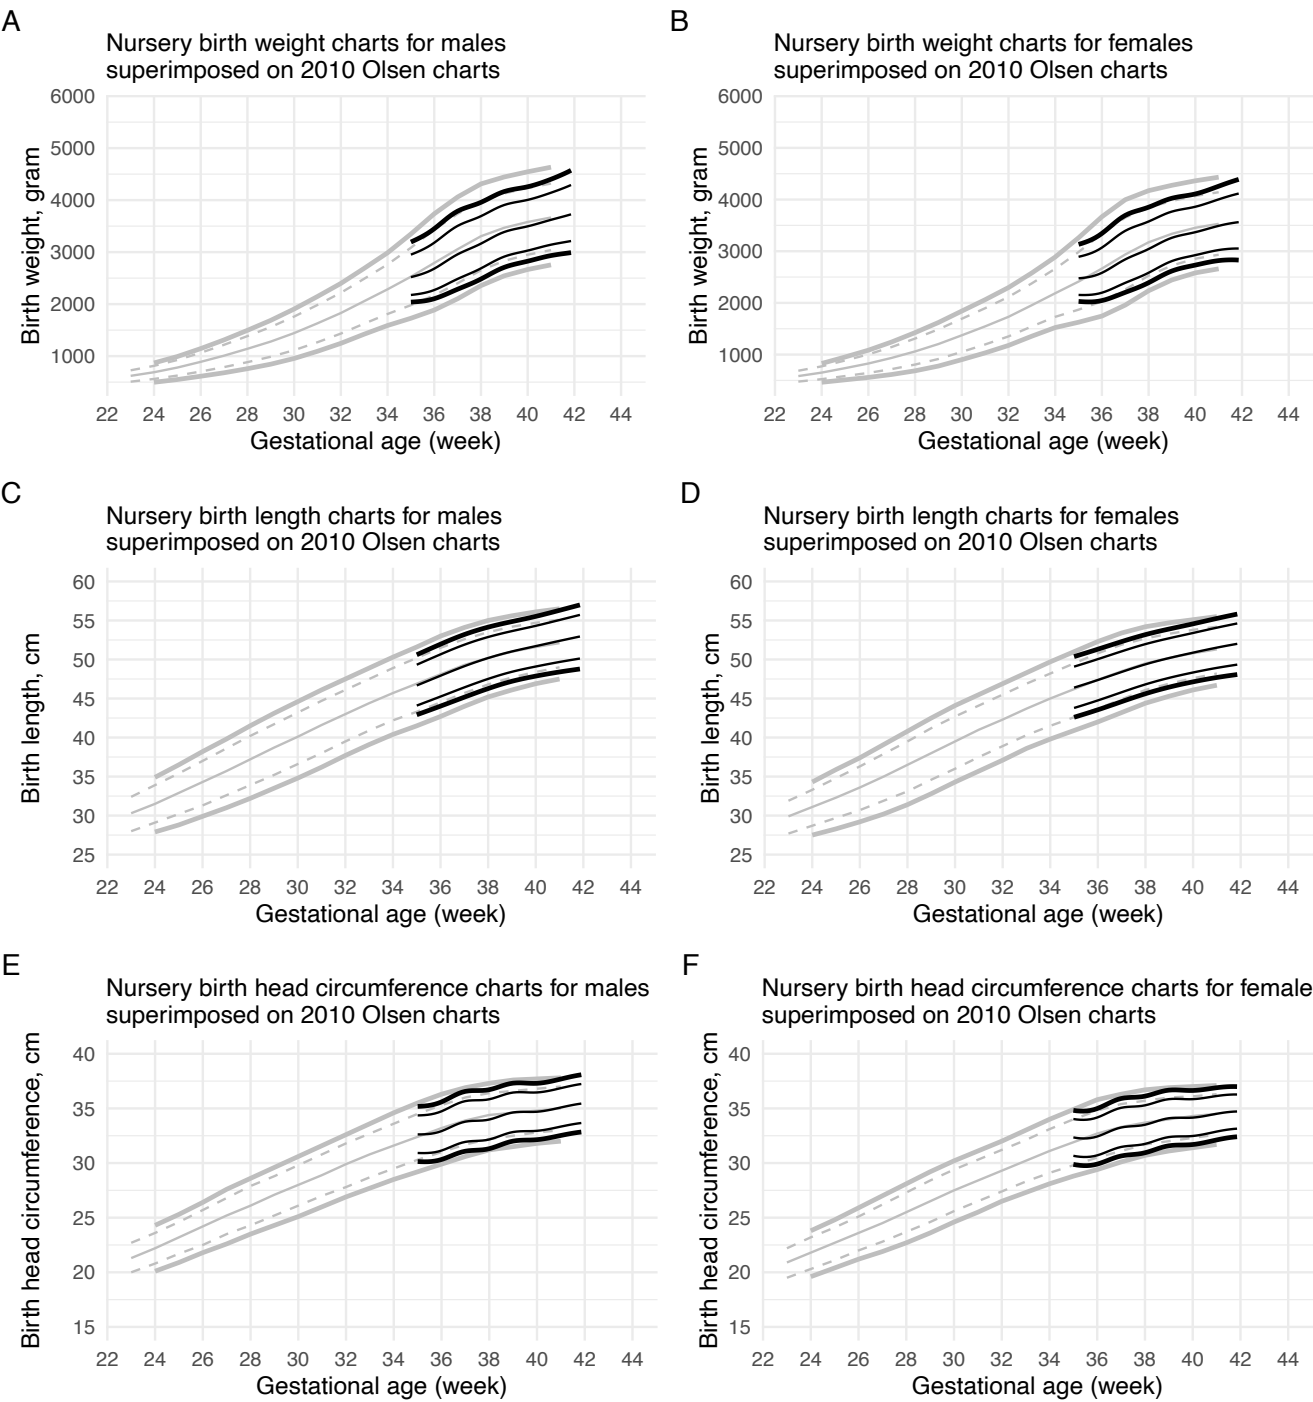 A
Nursery birth weight charts for males
superimposed on 2010 Olsen charts
Birth weight, gram
6000
5000
4000
3000
2000
1000
22 24 26 28 30 32 34 36 38 40 42 44
Gestational age (week)
B
Nursery birth weight charts for females
superimposed on 2010 Olsen charts
Birth weight, gram
6000
5000
4000
3000
2000
1000
22 24 26 28 30 32 34 36 38 40 42 44
Gestational age (week)
C
Nursery birth length charts for males
superimposed on 2010 Olsen charts
Birth length, cm
60
55
50
45
40
35
30
25
22 24 26 28 30 32 34 36 38 40 42 44
Gestational age (week)
D
Nursery birth length charts for females
superimposed on 2010 Olsen charts
Birth length, cm
60
55
50
45
40
35
30
25
22 24 26 28 30 32 34 36 38 40 42 44
Gestational age (week)
E
Nursery birth head circumference charts for males
superimposed on 2010 Olsen charts
Birth head circumference, cm
40
35
30
25
20
15
22 24 26 28 30 32 34 36 38 40 42 44
Gestational age (week)
F
Nursery birth head circumference charts for female
superimposed on 2010 Olsen charts
Birth head circumference, cm
40
35
30
25
20
15
22 24 26 28 30 32 34 36 38 40 42 44
Gestational age (week)